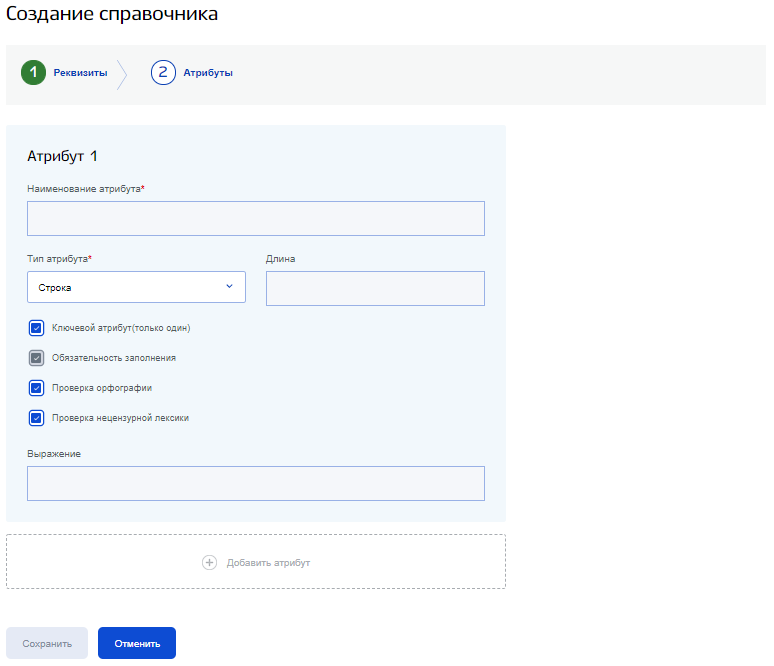 Создание справочника
1 Реквизиты 2 Атрибуты
Атрибут 1
Наименование атрибута*
Тип атрибута* Длина
Строка
Ключевой атрибут(только один)
Обязательность заполнения
Проверка орфографии
Проверка нецензурной лексики
Выражение
Добавить атрибут
Сохранить Отменить